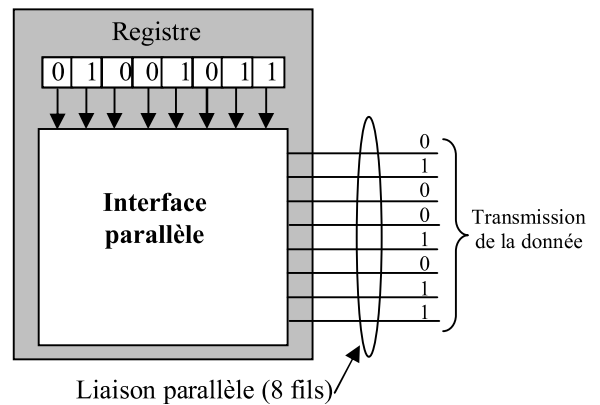 Registre
0 1 0 0 1 0 1 1
Interface
parallèle
0
1
0
0
1
0
1
1
Transmission
de la donnée
Liaison parallèle (8 fils)